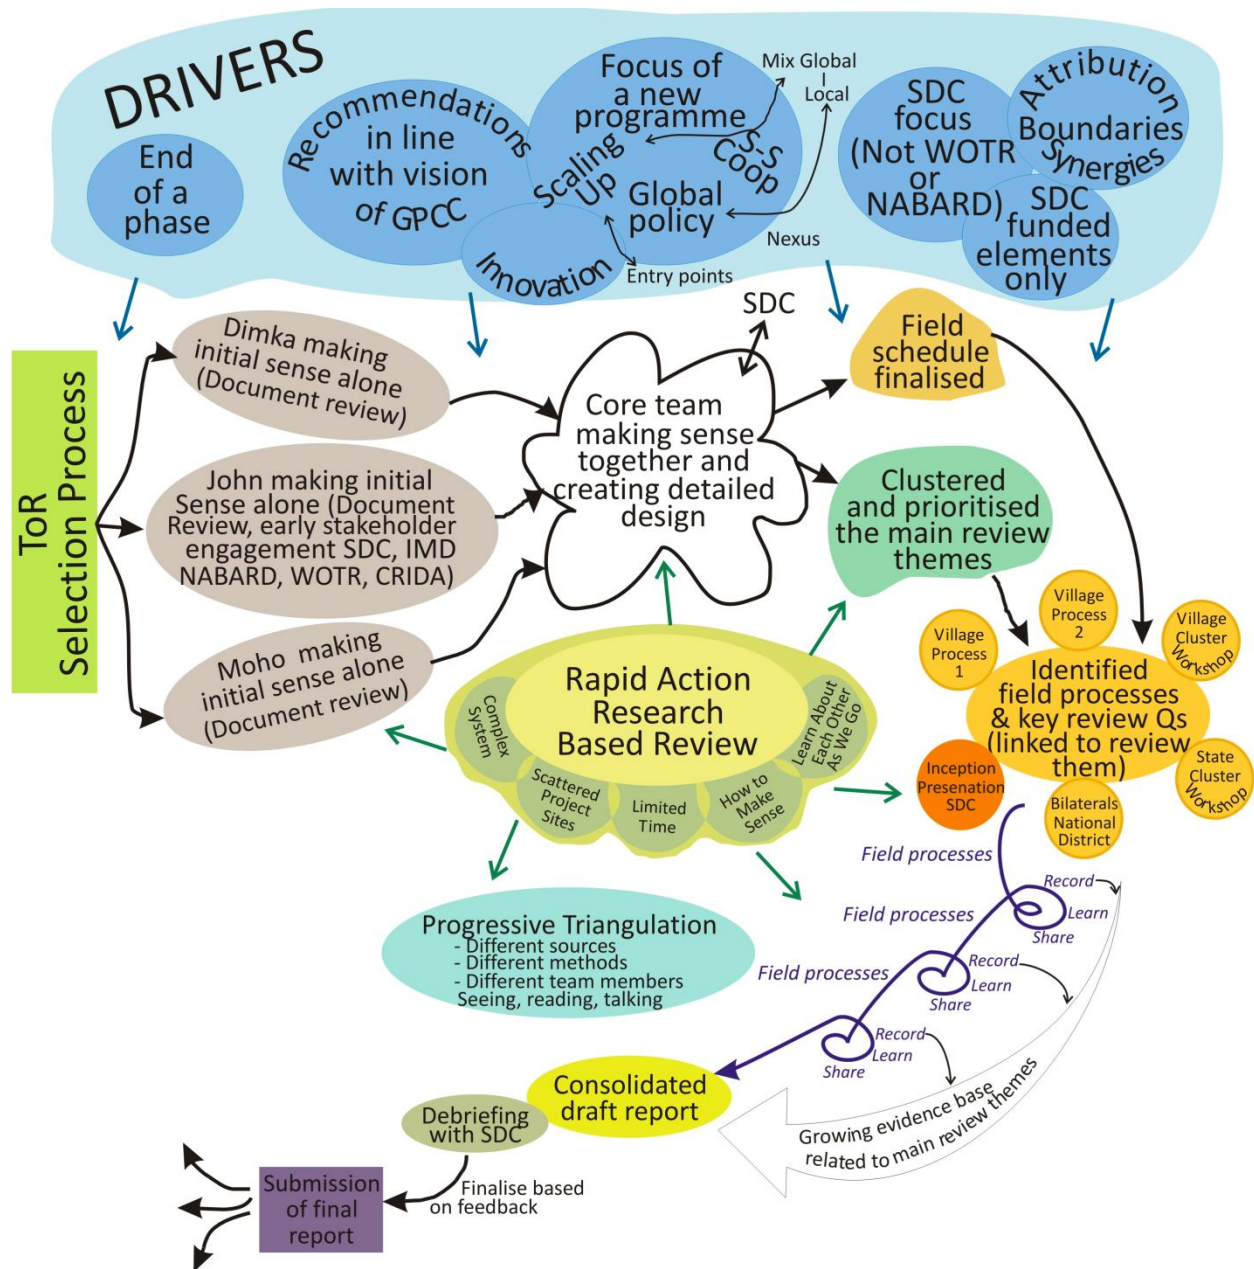 DRIVERS
End
of a
phase
Recommendations
in line
with vision
of GPCC
Focus of
a new
programme
Scaling
Up
S-S
Coop
Global
policy
Innovation
Mix Global
I
Local
Nexus
Entry points
SDC
focus
(Not WOTR
or
NABARD)
Attribution
Boundaries
Synergies
SDC
funded
elements
only
ToR
Selection Process
Dimka making
initial sense alone
(Document review)
John making initial
Sense alone (Document
Review, early stakeholder
engagement SDC, IMD
NABARD, WOTR, CRIDA)
Moho making
initial sense alone
(Document review)
SDC
Core team
making sense
together and
creating detailed
design
Field
schedule
finalised
Clustered
and prioritised
the main review
themes
Rapid Action
Research
Based Review
Complex
System
Scattered
Project
Sites
Limited
Time
How to
Make
Sense
Learn About
Each Other
As We Go
Village
Process
1
Village
Process
2
Village
Cluster
Workshop
Identified
field processes
& key review Qs
(linked to review
them)
Inception
Presenation
SDC
Bilaterals
National
District
State
Cluster
Workshop
Field processes
Record
Learn
Share
Field processes
Record
Learn
Share
Field processes
Record
Learn
Share
Progressive Triangulation
- Different sources
- Different methods
- Different team members
Seeing, reading, talking
Growing evidence base
related to main review themes
Consolidated
draft report
Debriefing
with SDC
Finalise based
on feedback
Submission
of final
report